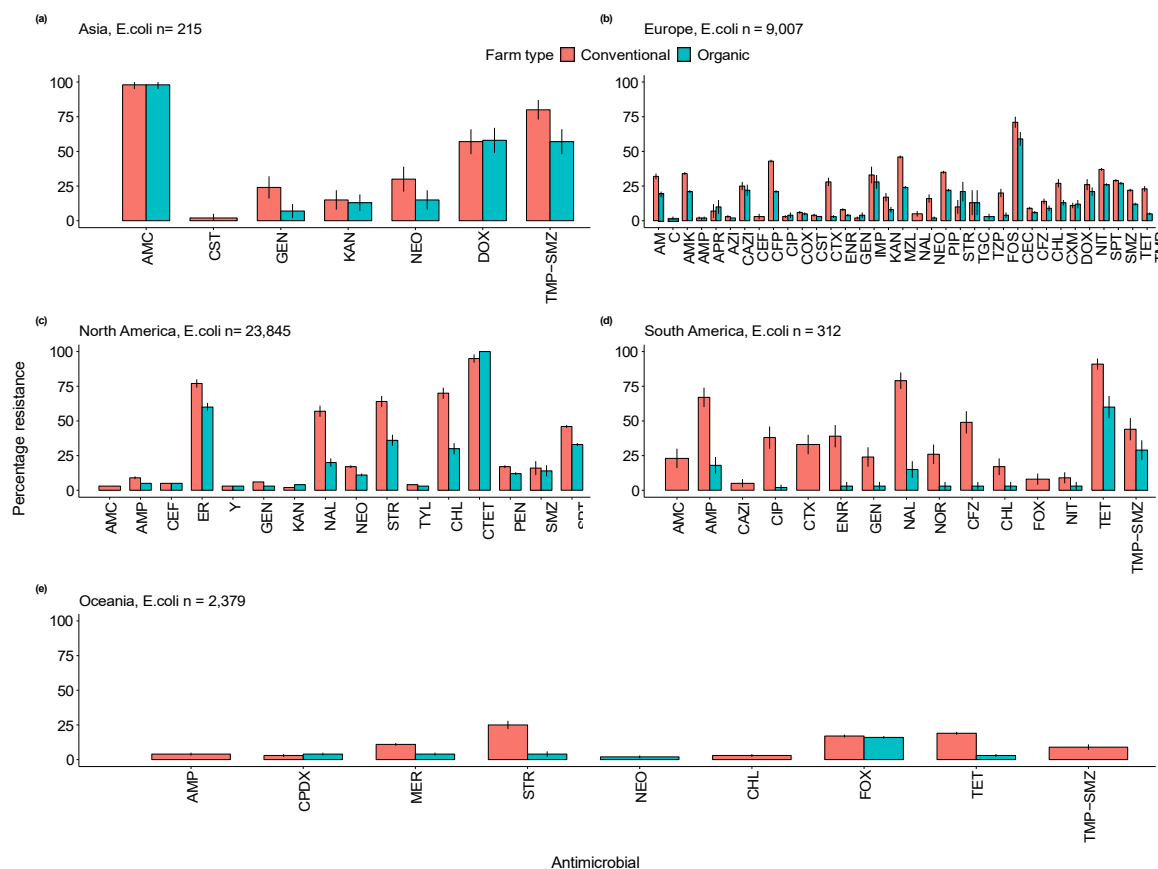 (a)
Asia, E.coli n= 215
(b)
Europe, E.coli n = 9,007
Farm type Conventional Organic
100
75
50
25
0
AMC
CST
GEN
KAN
NEO
DOX
TMP−SMZ
100
75
50
25
0
AM
C
AMK
AMP
APR
AZI
CAZI
CEF
CFP
CIP
COX
CST
CTX
ENR
GEN
IMP
KAN
MZL
NAL
NEO
PIP
STR
TGC
TZP
FOS
CEC
CFZ
CHL
CXM
DOX
NIT
SPT
SMZ
TET
(c)
North America, E.coli n= 23,845
(d)
South America, E.coli n = 312
Percentage resistance
100
75
50
25
0
AMC
AMP
CEF
ER
Y
GEN
KAN
NAL
NEO
STR
TYL
CHL
CTET
PEN
SMZ
100
75
50
25
0
AMC
AMP
CAZI
CIP
CTX
ENR
GEN
NAL
NOR
CFZ
CHL
FOX
NIT
TET
TMP−SMZ
(e)
Oceania, E.coli n = 2,379
100
75
50
25
0
AMP
CPDX
MER
STR
NEO
CHL
FOX
TET
TMP−SMZ
Antimicrobial